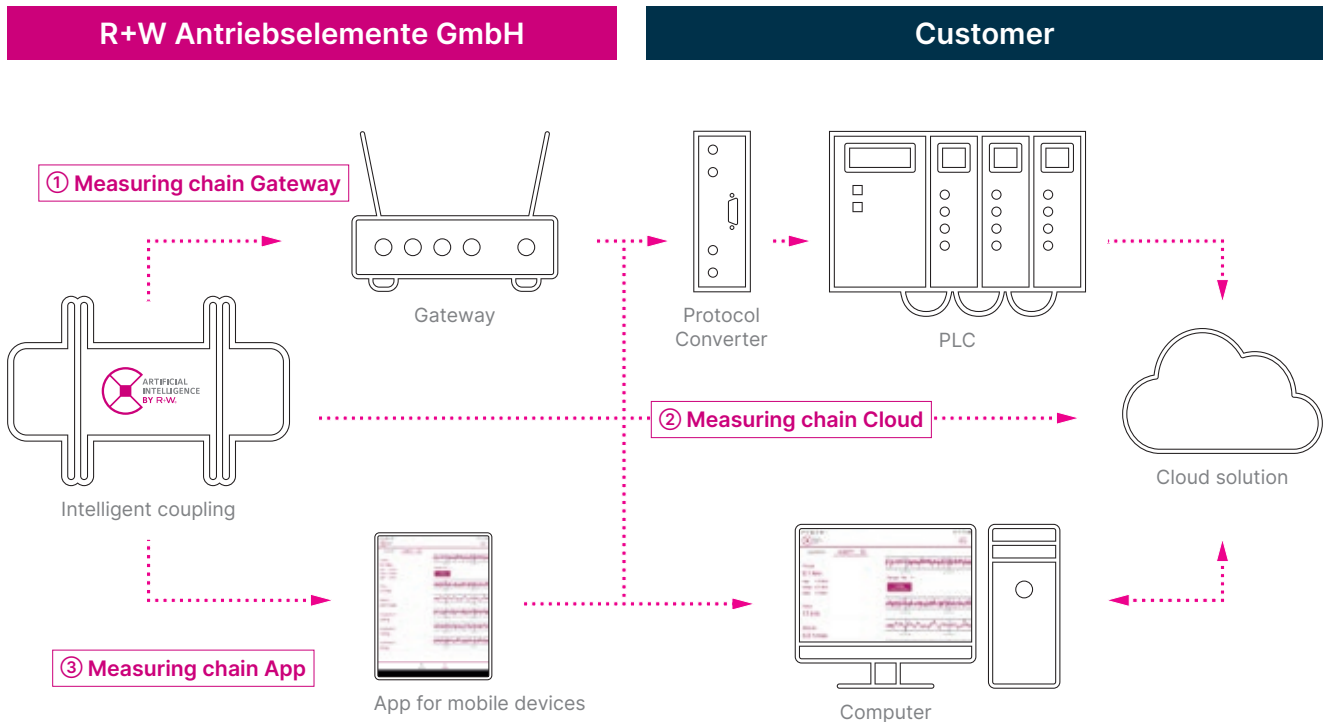 R+W Antriebselemente GmbH
Customer
① Measuring chain Gateway
Gateway
Protocol
Converter
PLC
ARTIFICIAL
INTELLIGENCE
BY R+W.
Intelligent coupling
② Measuring chain Cloud
Cloud solution
③ Measuring chain App
App for mobile devices
Computer